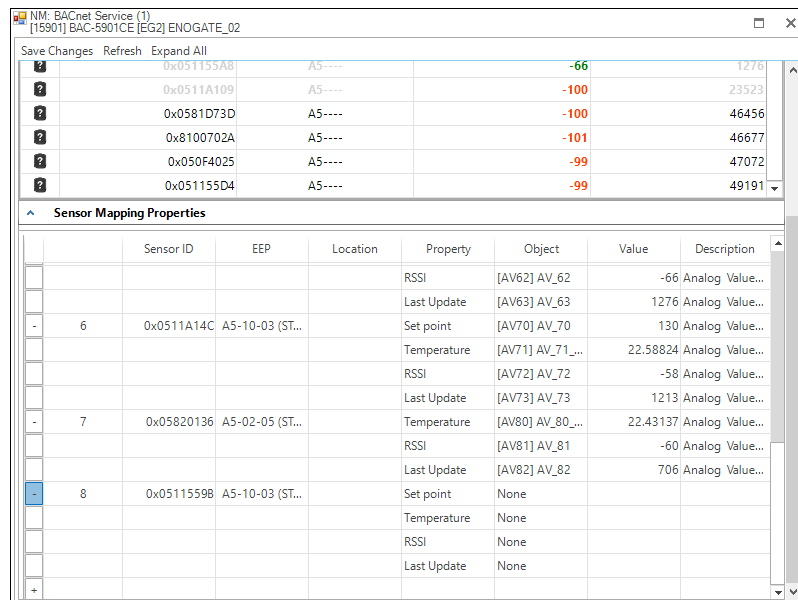 NM: BACnet Service (1)
[15901] BAC-5901CE [EG2] ENOGATE_02
Save Changes Refresh Expand All
? 0x051155A8 A5---- -66 1276
? 0x0511A109 A5---- -100 23523
? 0x0581D73D A5---- -100 46456
? 0x8100702A A5---- -101 46677
? 0x050F4025 A5---- -99 47072
? 0x051155D4 A5---- -99 49191
Sensor Mapping Properties
Sensor ID EEP Location Property Object Value Description
RSSI [AV62] AV_62 -66 Analog Value...
Last Update [AV63] AV_63 1276 Analog Value...
- 6 0x0511A14C A5-10-03 (ST... Set point [AV70] AV_70 130 Analog Value...
Temperature [AV71] AV_71_... 22.58824 Analog Value...
RSSI [AV72] AV_72 -58 Analog Value...
Last Update [AV73] AV_73 1213 Analog Value...
- 7 0x05820136 A5-02-05 (ST... Temperature [AV80] AV_80_... 22.43137 Analog Value...
RSSI [AV81] AV_81 -60 Analog Value...
Last Update [AV82] AV_82 706 Analog Value...
- 8 0x0511559B A5-10-03 (ST... Set point None
Temperature None
RSSI None
Last Update None
+